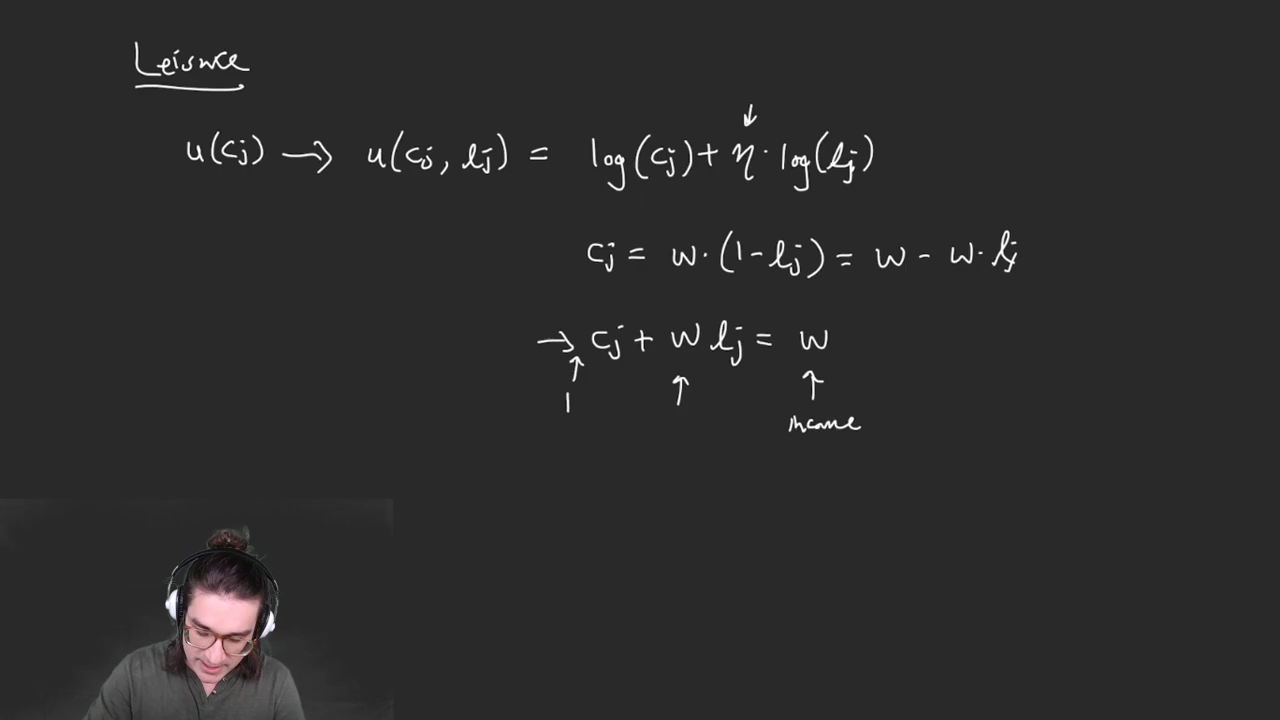 Leisure
u(cj) → u(cj, lj) = log(cj) + η · log(lj)
↓
cj = w · (1 - lj) = w - w · lj
→ cj + w lj = w
↑ ↑ ↑
1 income